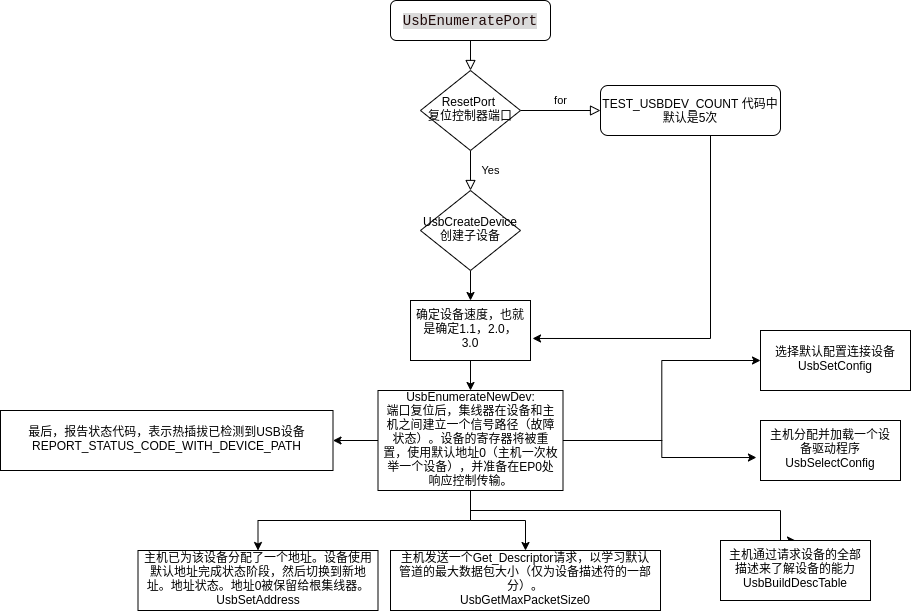 UsbEnumeratePort
ResetPort
复位控制器端口
for
TEST_USBDEV_COUNT 代码中
默认是5次
Yes
UsbCreateDevice
创建子设备
确定设备速度，也就
是确定1.1，2.0，
3.0
选择默认配置连接设备
UsbSetConfig
UsbEnumerateNewDev:
端口复位后，集线器在设备和主
机之间建立一个信号路径（故障
状态）。设备的寄存器将被重
置，使用默认地址0（主机一次枚
举一个设备），并准备在EP0处
响应控制传输。
最后，报告状态代码，表示热插拔已检测到USB设备
REPORT_STATUS_CODE_WITH_DEVICE_PATH
主机分配并加载一个设
备驱动程序
UsbSelectConfig
主机已为该设备分配了一个地址。设备使用
默认地址完成状态阶段，然后切换到新地
址。地址状态。地址0被保留给根集线器。
UsbSetAddress
主机发送一个Get_Descriptor请求，以学习默认
管道的最大数据包大小（仅为设备描述符的一部
分）。
UsbGetMaxPacketSize0
主机通过请求设备的全部
描述来了解设备的能力
UsbBuildDescTable